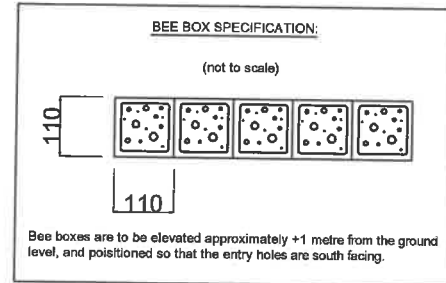 BEE BOX SPECIFICATION:
(not to scale)
110
110
Bee boxes are to be elevated approximately +1 metre from the ground
level, and poisitioned so that the entry holes are south facing.